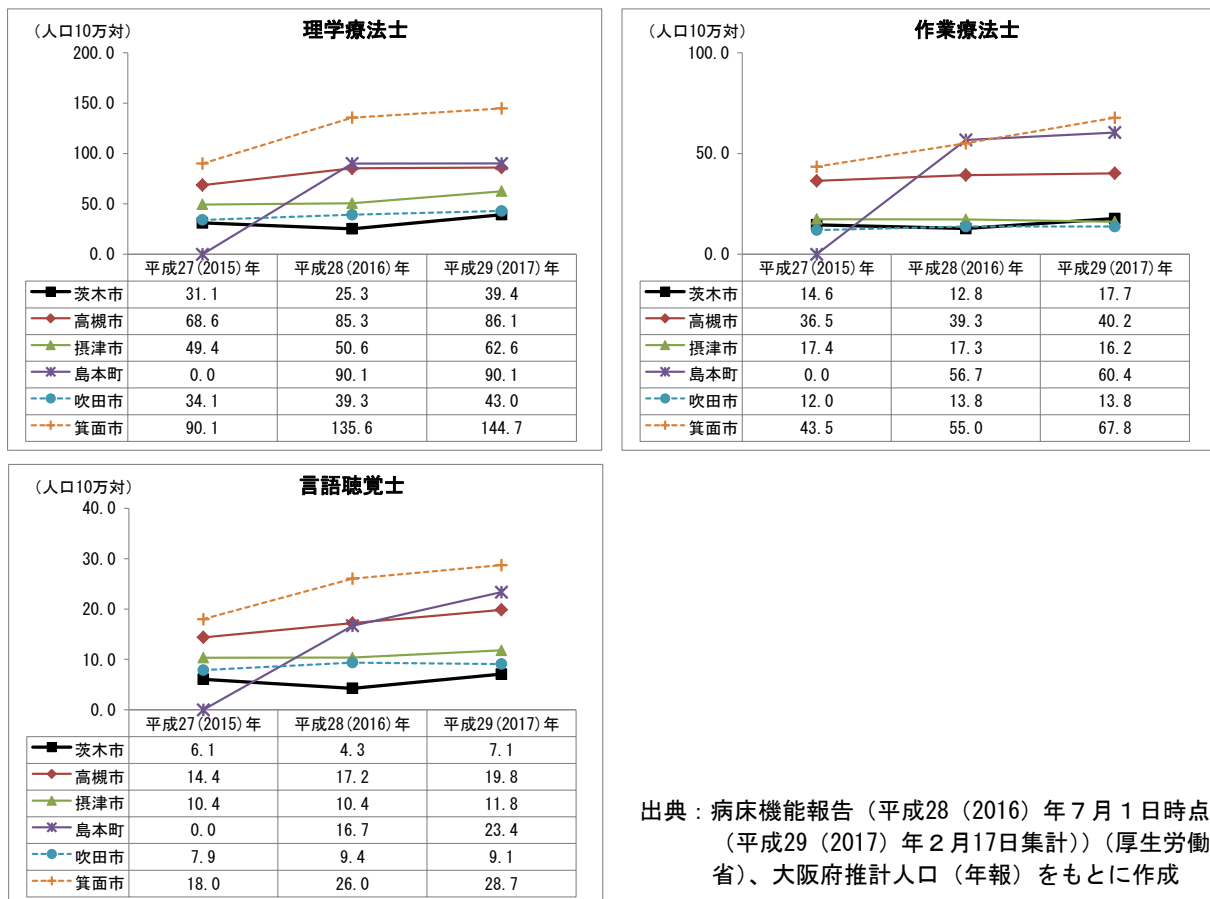 理学療法士
(人口10万対)
200.0
150.0
100.0
50.0
0.0
平成27(2015)年 平成28(2016)年 平成29(2017)年
茨木市 31.1 25.3 39.4
高槻市 68.6 85.3 86.1
摂津市 49.4 50.6 62.6
島本町 0.0 90.1 90.1
吹田市 34.1 39.3 43.0
箕面市 90.1 135.6 144.7
作業療法士
(人口10万対)
100.0
50.0
0.0
平成27(2015)年 平成28(2016)年 平成29(2017)年
茨木市 14.6 12.8 17.7
高槻市 36.5 39.3 40.2
摂津市 17.4 17.3 16.2
島本町 0.0 56.7 60.4
吹田市 12.0 13.8 13.8
箕面市 43.5 55.0 67.8
言語聴覚士
(人口10万対)
40.0
30.0
20.0
10.0
0.0
平成27(2015)年 平成28(2016)年 平成29(2017)年
茨木市 6.1 4.3 7.1
高槻市 14.4 17.2 19.8
摂津市 10.4 10.4 11.8
島本町 0.0 16.7 23.4
吹田市 7.9 9.4 9.1
箕面市 18.0 26.0 28.7
出典:病床機能報告(平成28(2016)年7月1日時点
(平成29(2017)年2月17日集計))(厚生労働
省)、大阪府推計人口(年報)をもとに作成